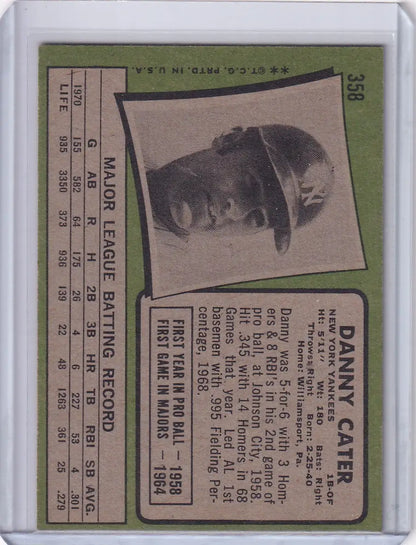 358
*©T.C.G. PRTD. IN U.S.A.
NY
DANNY CATER
NEW YORK YANKEES 1B-OF
Ht: 5'11" Wt: 180 Bats: Right
Throws: Right Born: 2-25-40
Home: Williamsport, Pa.
Danny was 5-for-6 with 3 Hom-
ers & 8 RBI's in his 2nd game of
pro ball, at Johnson City, 1958.
Hit .345 with 14 Homers in 68
Games that year. Led AL 1st
basemen with .995 Fielding Per-
centage, 1968.
FIRST YEAR IN PRO BALL — 1958
FIRST GAME IN MAJORS — 1964
MAJOR LEAGUE BATTING RECORD
G AB R H 2B 3B HR TB RBI SB AVG.
1970 155 582 64 175 26 4 6 227 53 4 .301
LIFE 935 3350 373 936 139 22 48 1263 361 25 .279